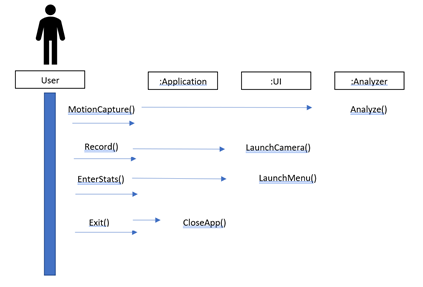 User
:Application
:UI
:Analyzer
MotionCapture()
Analyze()
Record()
LaunchCamera()
EnterStats()
LaunchMenu()
Exit()
CloseApp()